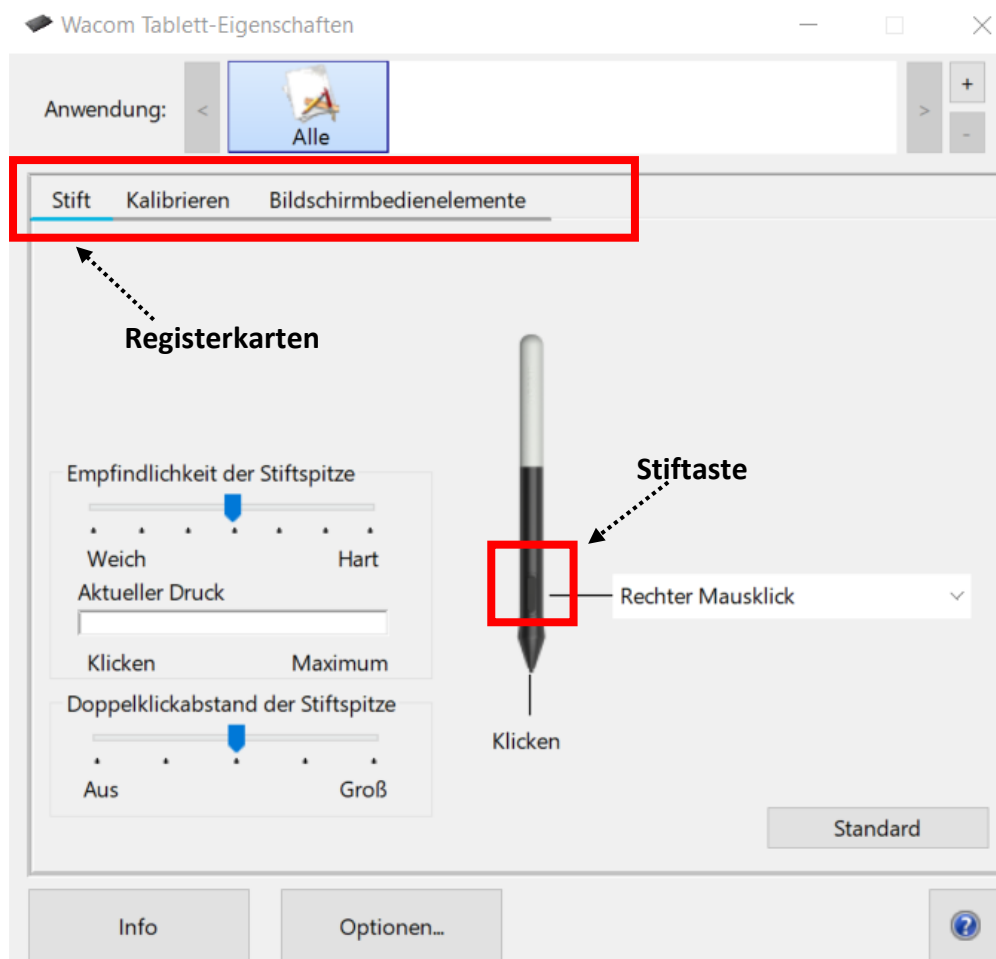 Wacom Tablett-Eigenschaften
Anwendung:
<
Alle
>
+
-
Stift Kalibrieren Bildschirmbedienelemente
Registerkarten
Stiftaste
Empfindlichkeit der Stiftspitze
Weich Hart
Aktueller Druck
Klicken Maximum
Rechter Mausklick
Doppelklickabstand der Stiftspitze
Aus Groß
Klicken
Standard
Info Optionen... ?